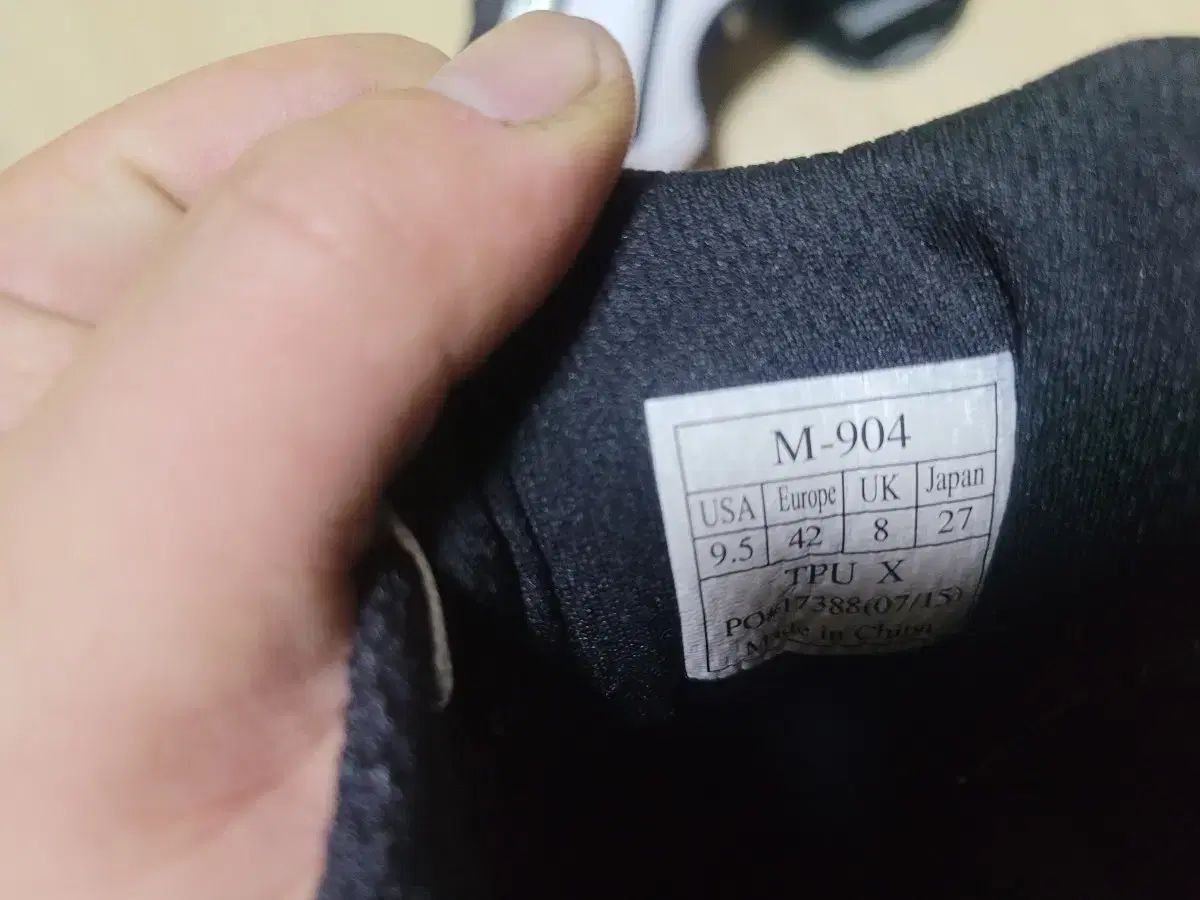 M-904
USA Europe UK Japan
9.5 42 8 27
TPU X
PO#17388(07/15)
Made in China